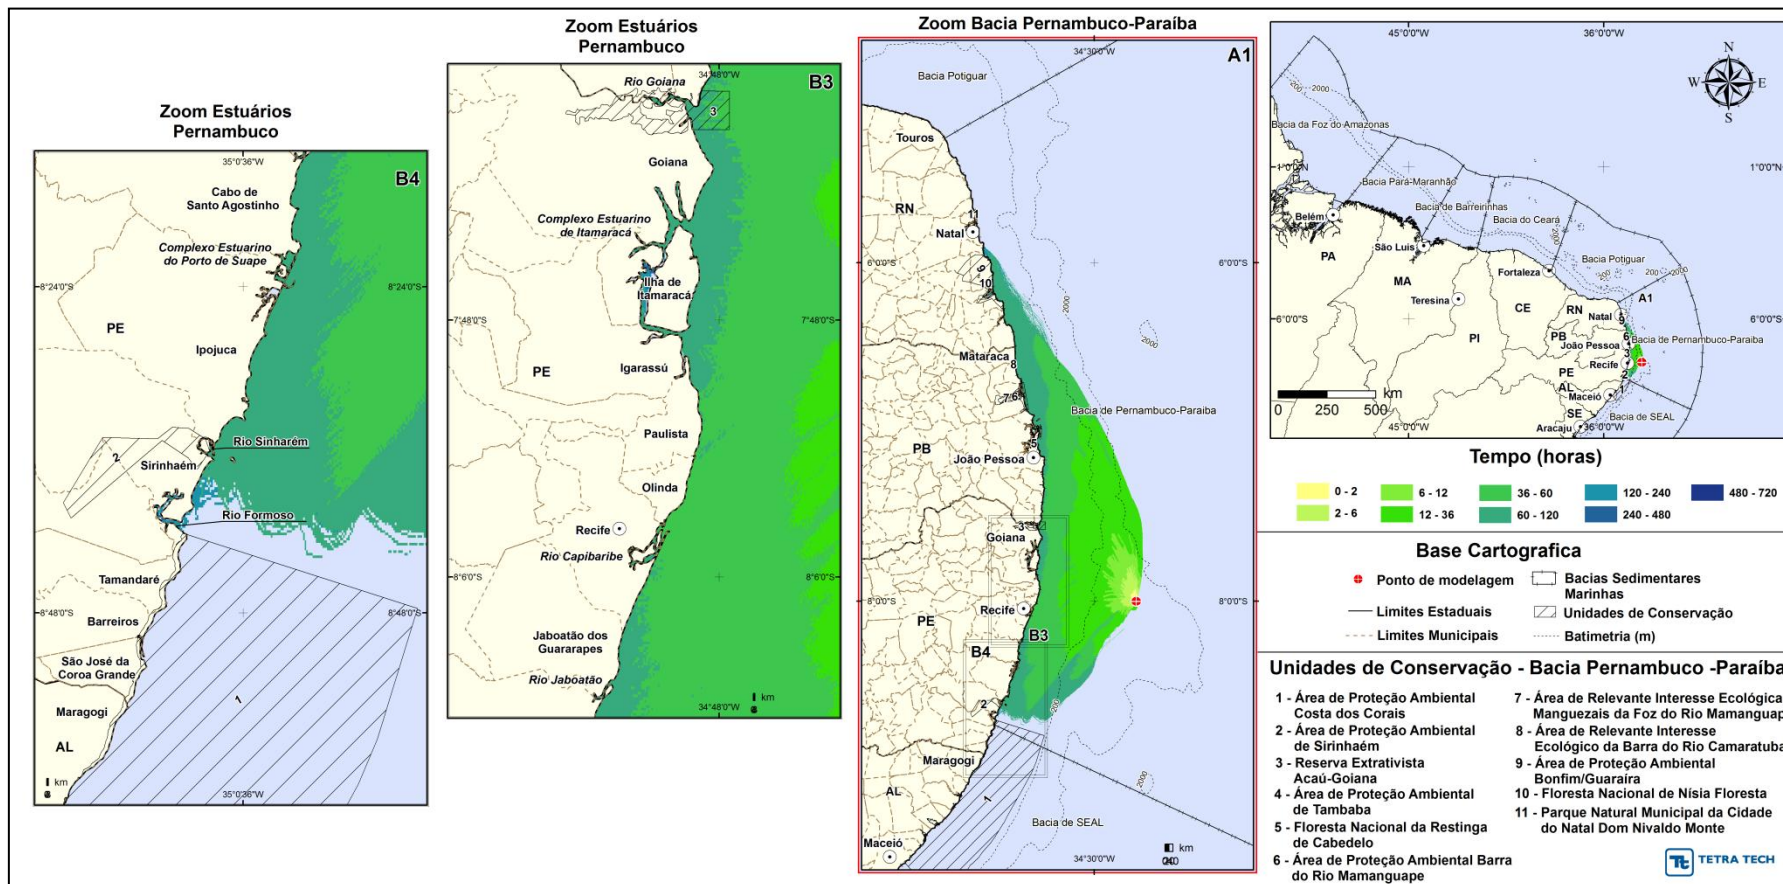 Zoom Estuários
Pernambuco
35°0'36"W
B4
Cabo de
Santo Agostinho
Complexo Estuarino
do Porto de Suape
8°24'0"S
8°24'0"S
PE
Ipojuca
Rio Sinharém
2
Sirinhaém
Rio Formoso
Tamandaré
8°48'0"S
8°48'0"S
Barreiros
São José da
Coroa Grande
1
Maragogi
AL
km
35°0'36"W
Zoom Estuários
Pernambuco
34°48'0"W
B3
Rio Goiana
3
Goiana
Complexo Estuarino
de Itamaracá
Ilha de
Itamaracá
7°48'0"S
7°48'0"S
PE
Igarassú
Paulista
Olinda
Recife
Rio Capibaribe
8°6'0"S
8°6'0"S
Jaboatão dos
Guararapes
Rio Jaboatão
km
34°48'0"W
Zoom Bacia Pernambuco-Paraíba
34°30'0"W
A1
Bacia Potiguar
Touros
RN
11
Natal
6°0'0"S
6°0'0"S
9
10
2000
2000
Mataraca
8
7
6
Bacia de Pernambuco-Paraiba
PB
5
João Pessoa
3
Goiana
8°0'0"S
8°0'0"S
Recife
PE
B3
B4
2
200
Maragogi
2000
AL
1
Bacia de SEAL
Maceió
km
34°30'0"W
45°0'0"W
36°0'0"W
N
W
E
S
200
2000
Bacia da Foz do Amazonas
1°0'0"N
1°0'0"N
Bacia Pará-Maranhão
Bacia de Barreirinhas
Belém
Bacia do Ceará
2000
São Luis
Bacia Potiguar
PA
Fortaleza
200
200
2000
MA
A1
Teresina
CE
RN
Natal
9
6°0'0"S
6°0'0"S
PI
PB
6
João Pessoa
Bacia de Pernambuco-Paraiba
3
Recife
PE
2
AL
1
Maceió
km
0
250
500
SE
Bacia de SEAL
Aracaju
45°0'0"W
36°0'0"W
Tempo (horas)
0 - 2
6 - 12
36 - 60
120 - 240
480 - 720
2 - 6
12 - 36
60 - 120
240 - 480
Base Cartografica
Ponto de modelagem
Bacias Sedimentares
Marinhas
Limites Estaduais
Unidades de Conservação
Limites Municipais
Batimetria (m)
Unidades de Conservação - Bacia Pernambuco -Paraíba
1 - Área de Proteção Ambiental
Costa dos Corais
2 - Área de Proteção Ambiental
de Sirinhaém
3 - Reserva Extrativista
Acaú-Goiana
4 - Área de Proteção Ambiental
de Tambaba
5 - Floresta Nacional da Restinga
de Cabedelo
6 - Área de Proteção Ambiental Barra
do Rio Mamanguape
7 - Área de Relevante Interesse Ecológica
Manguezais da Foz do Rio Mamanguap
8 - Área de Relevante Interesse
Ecológico da Barra do Rio Camaratuba
9 - Área de Proteção Ambiental
Bonfim/Guaraíra
10 - Floresta Nacional de Nísia Floresta
11 - Parque Natural Municipal da Cidade
do Natal Dom Nivaldo Monte
TETRA TECH